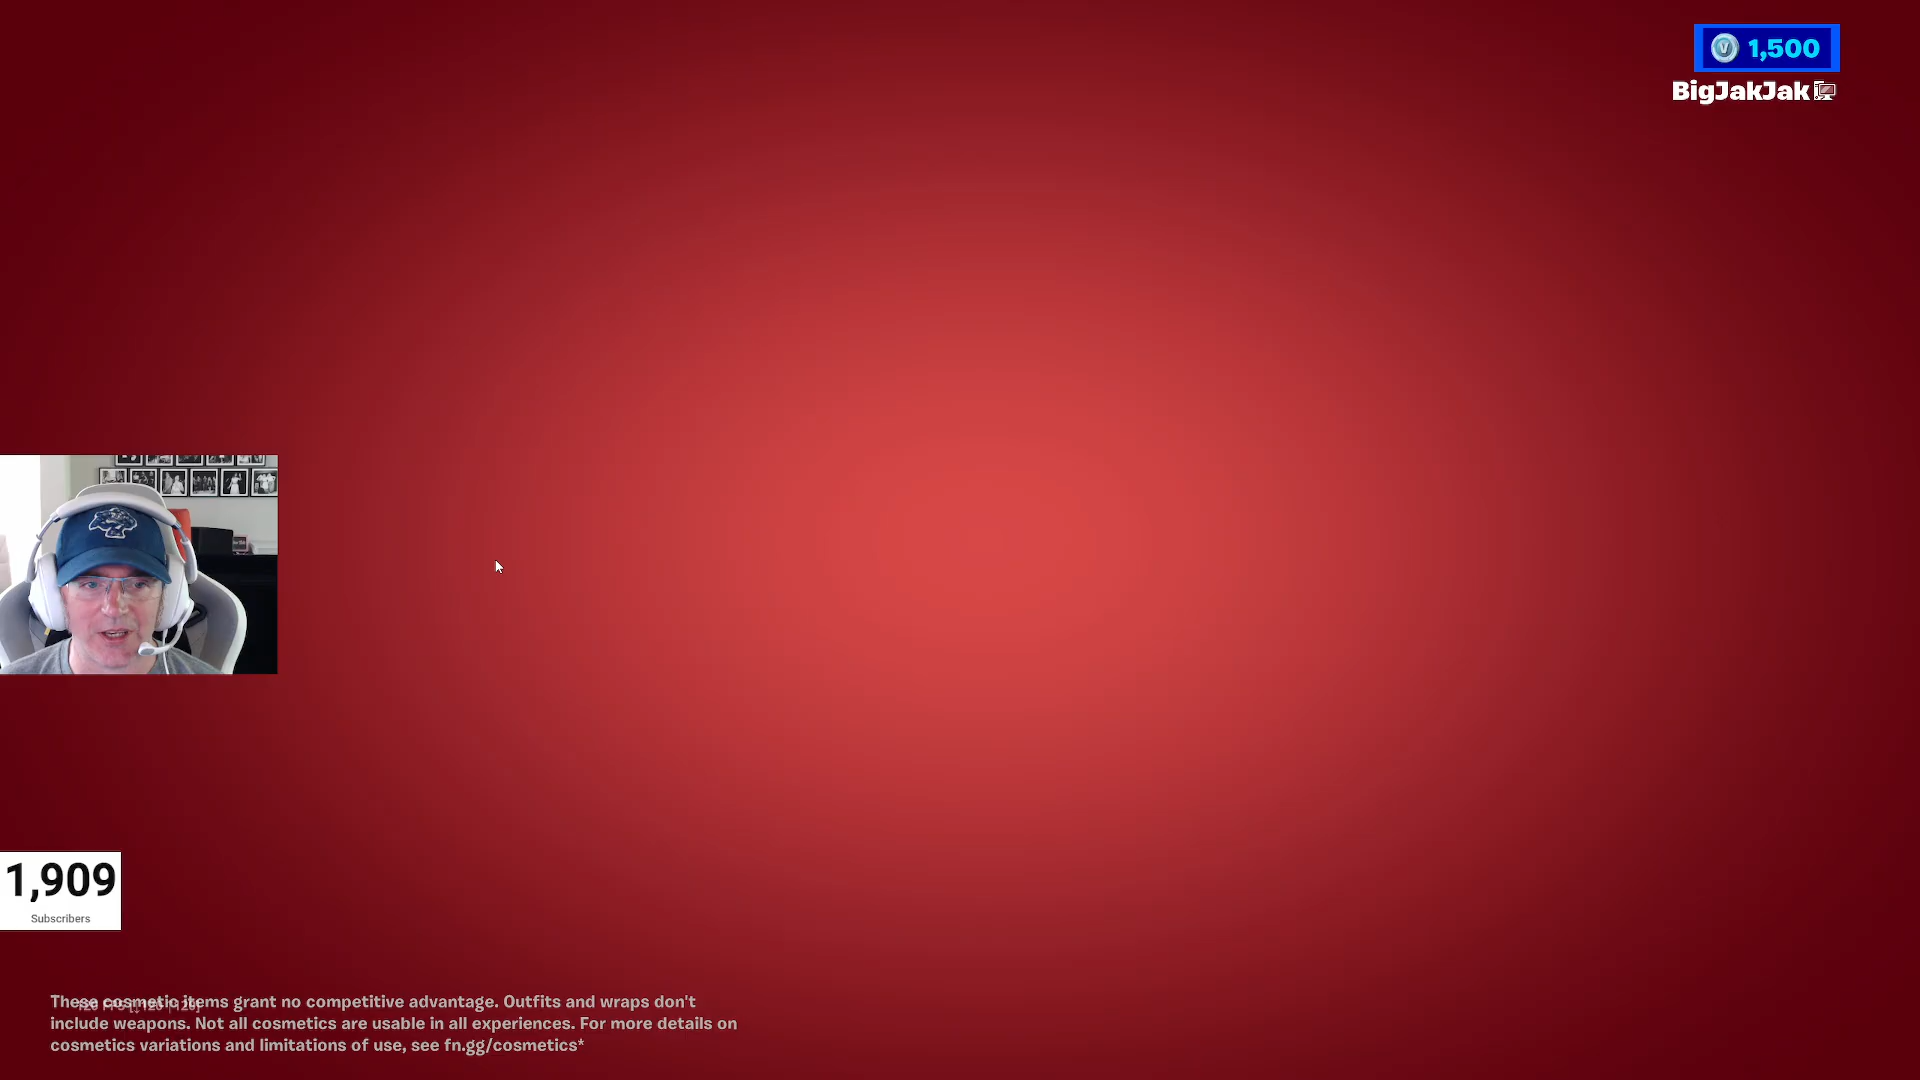 1,500
BigJakJak
1,909
Subscribers
These cosmetic items grant no competitive advantage. Outfits and wraps don't
include weapons. Not all cosmetics are usable in all experiences. For more details on
cosmetics variations and limitations of use, see fn.gg/cosmetics*